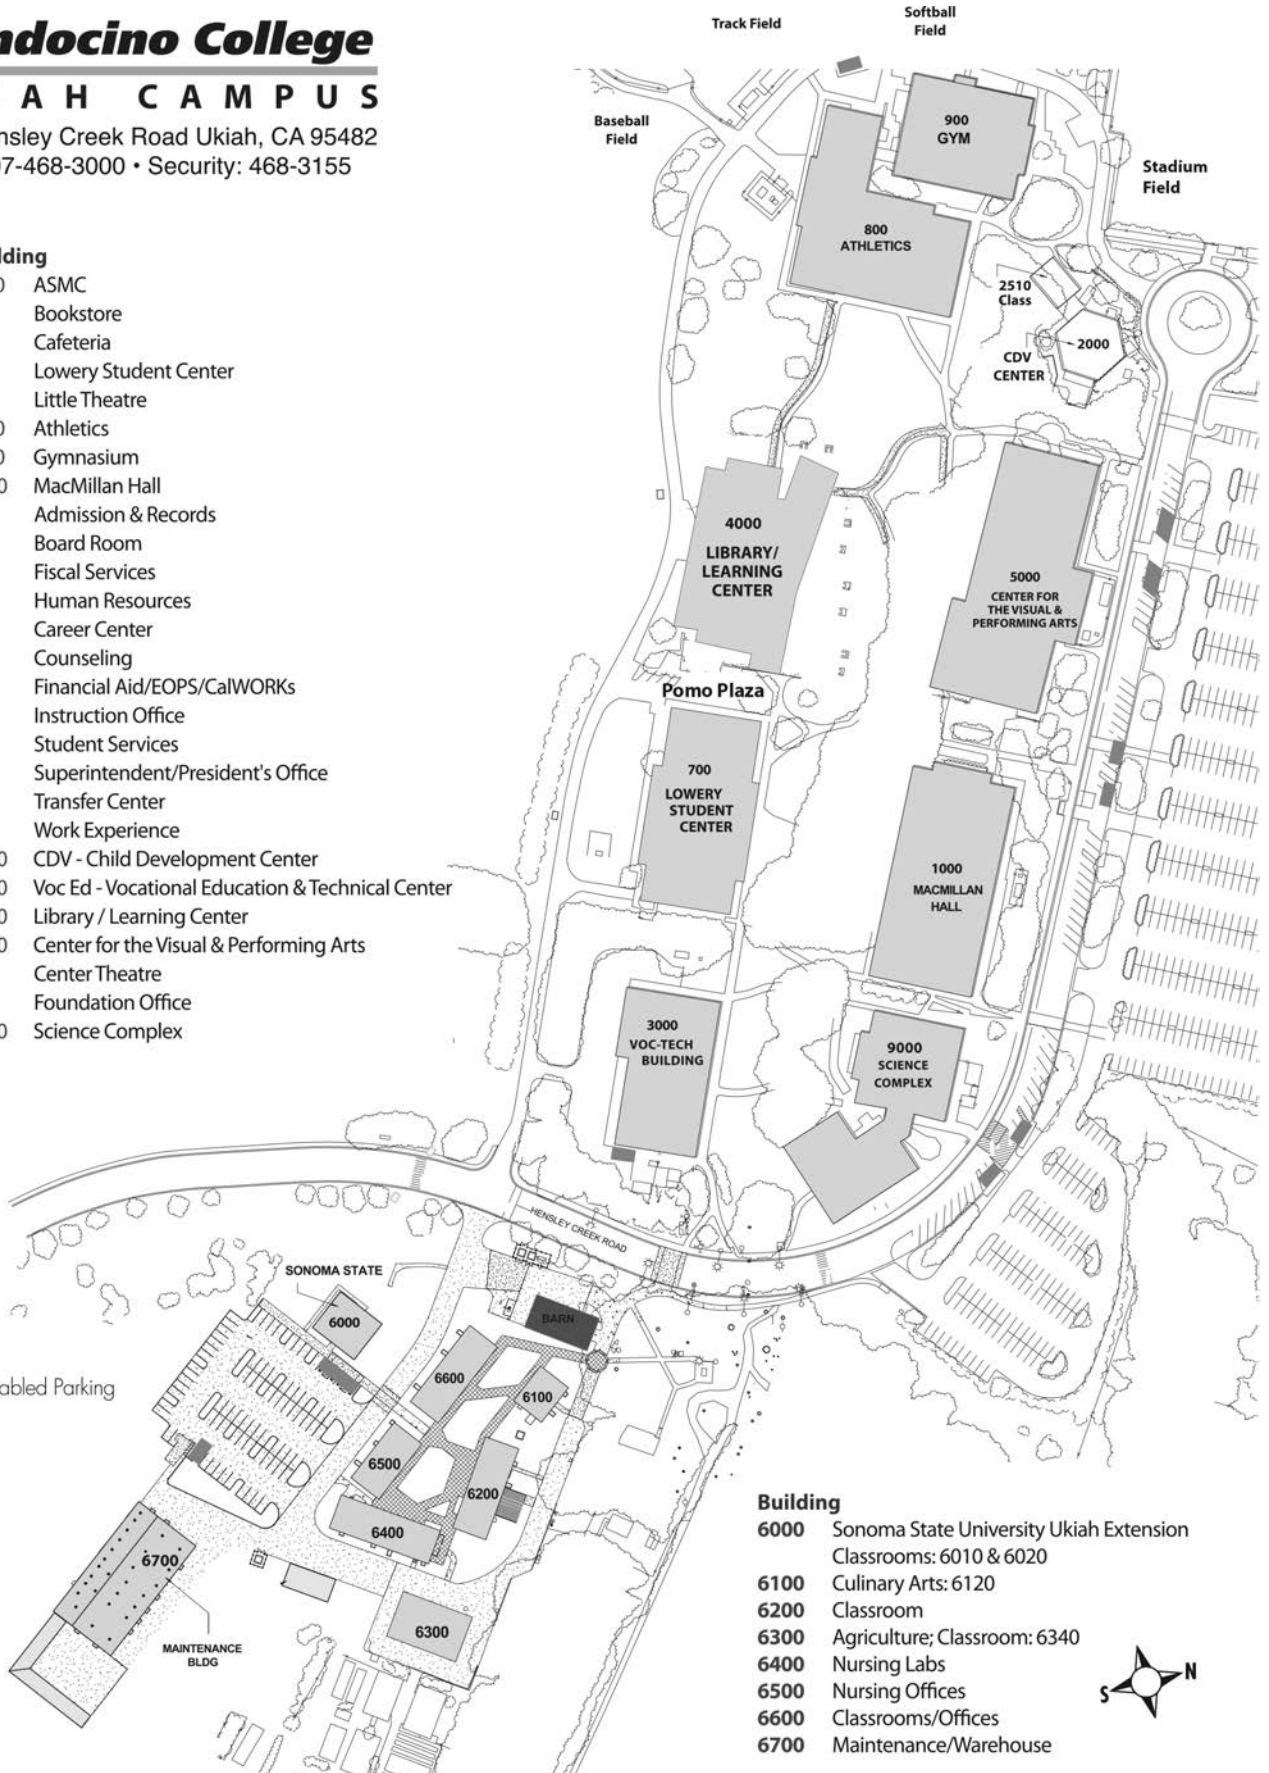 ndocino College
I A H   C A M P U S
nsley Creek Road Ukiah, CA 95482
07-468-3000 • Security: 468-3155
lding
0 ASMC
Bookstore
Cafeteria
Lowery Student Center
Little Theatre
0 Athletics
0 Gymnasium
0 MacMillan Hall
Admission & Records
Board Room
Fiscal Services
Human Resources
Career Center
Counseling
Financial Aid/EOPS/CalWORKs
Instruction Office
Student Services
Superintendent/President's Office
Transfer Center
Work Experience
0 CDV - Child Development Center
0 Voc Ed - Vocational Education & Technical Center
0 Library / Learning Center
0 Center for the Visual & Performing Arts
Center Theatre
Foundation Office
0 Science Complex
abled Parking
Track Field
Softball
Field
Baseball
Field
Stadium
Field
900
GYM
800
ATHLETICS
2510
Class
2000
CDV
CENTER
4000
LIBRARY/
LEARNING
CENTER
5000
CENTER FOR
THE VISUAL &
PERFORMING ARTS
Pomo Plaza
700
LOWERY
STUDENT
CENTER
1000
MACMILLAN
HALL
3000
VOC-TECH
BUILDING
9000
SCIENCE
COMPLEX
HENSLEY CREEK ROAD
SONOMA STATE
6000
BARN
6600
6100
6500
6200
6400
6700
6300
MAINTENANCE
BLDG
Building
6000 Sonoma State University Ukiah Extension
Classrooms: 6010 & 6020
6100 Culinary Arts: 6120
6200 Classroom
6300 Agriculture; Classroom: 6340
6400 Nursing Labs
6500 Nursing Offices
6600 Classrooms/Offices
6700 Maintenance/Warehouse
S N